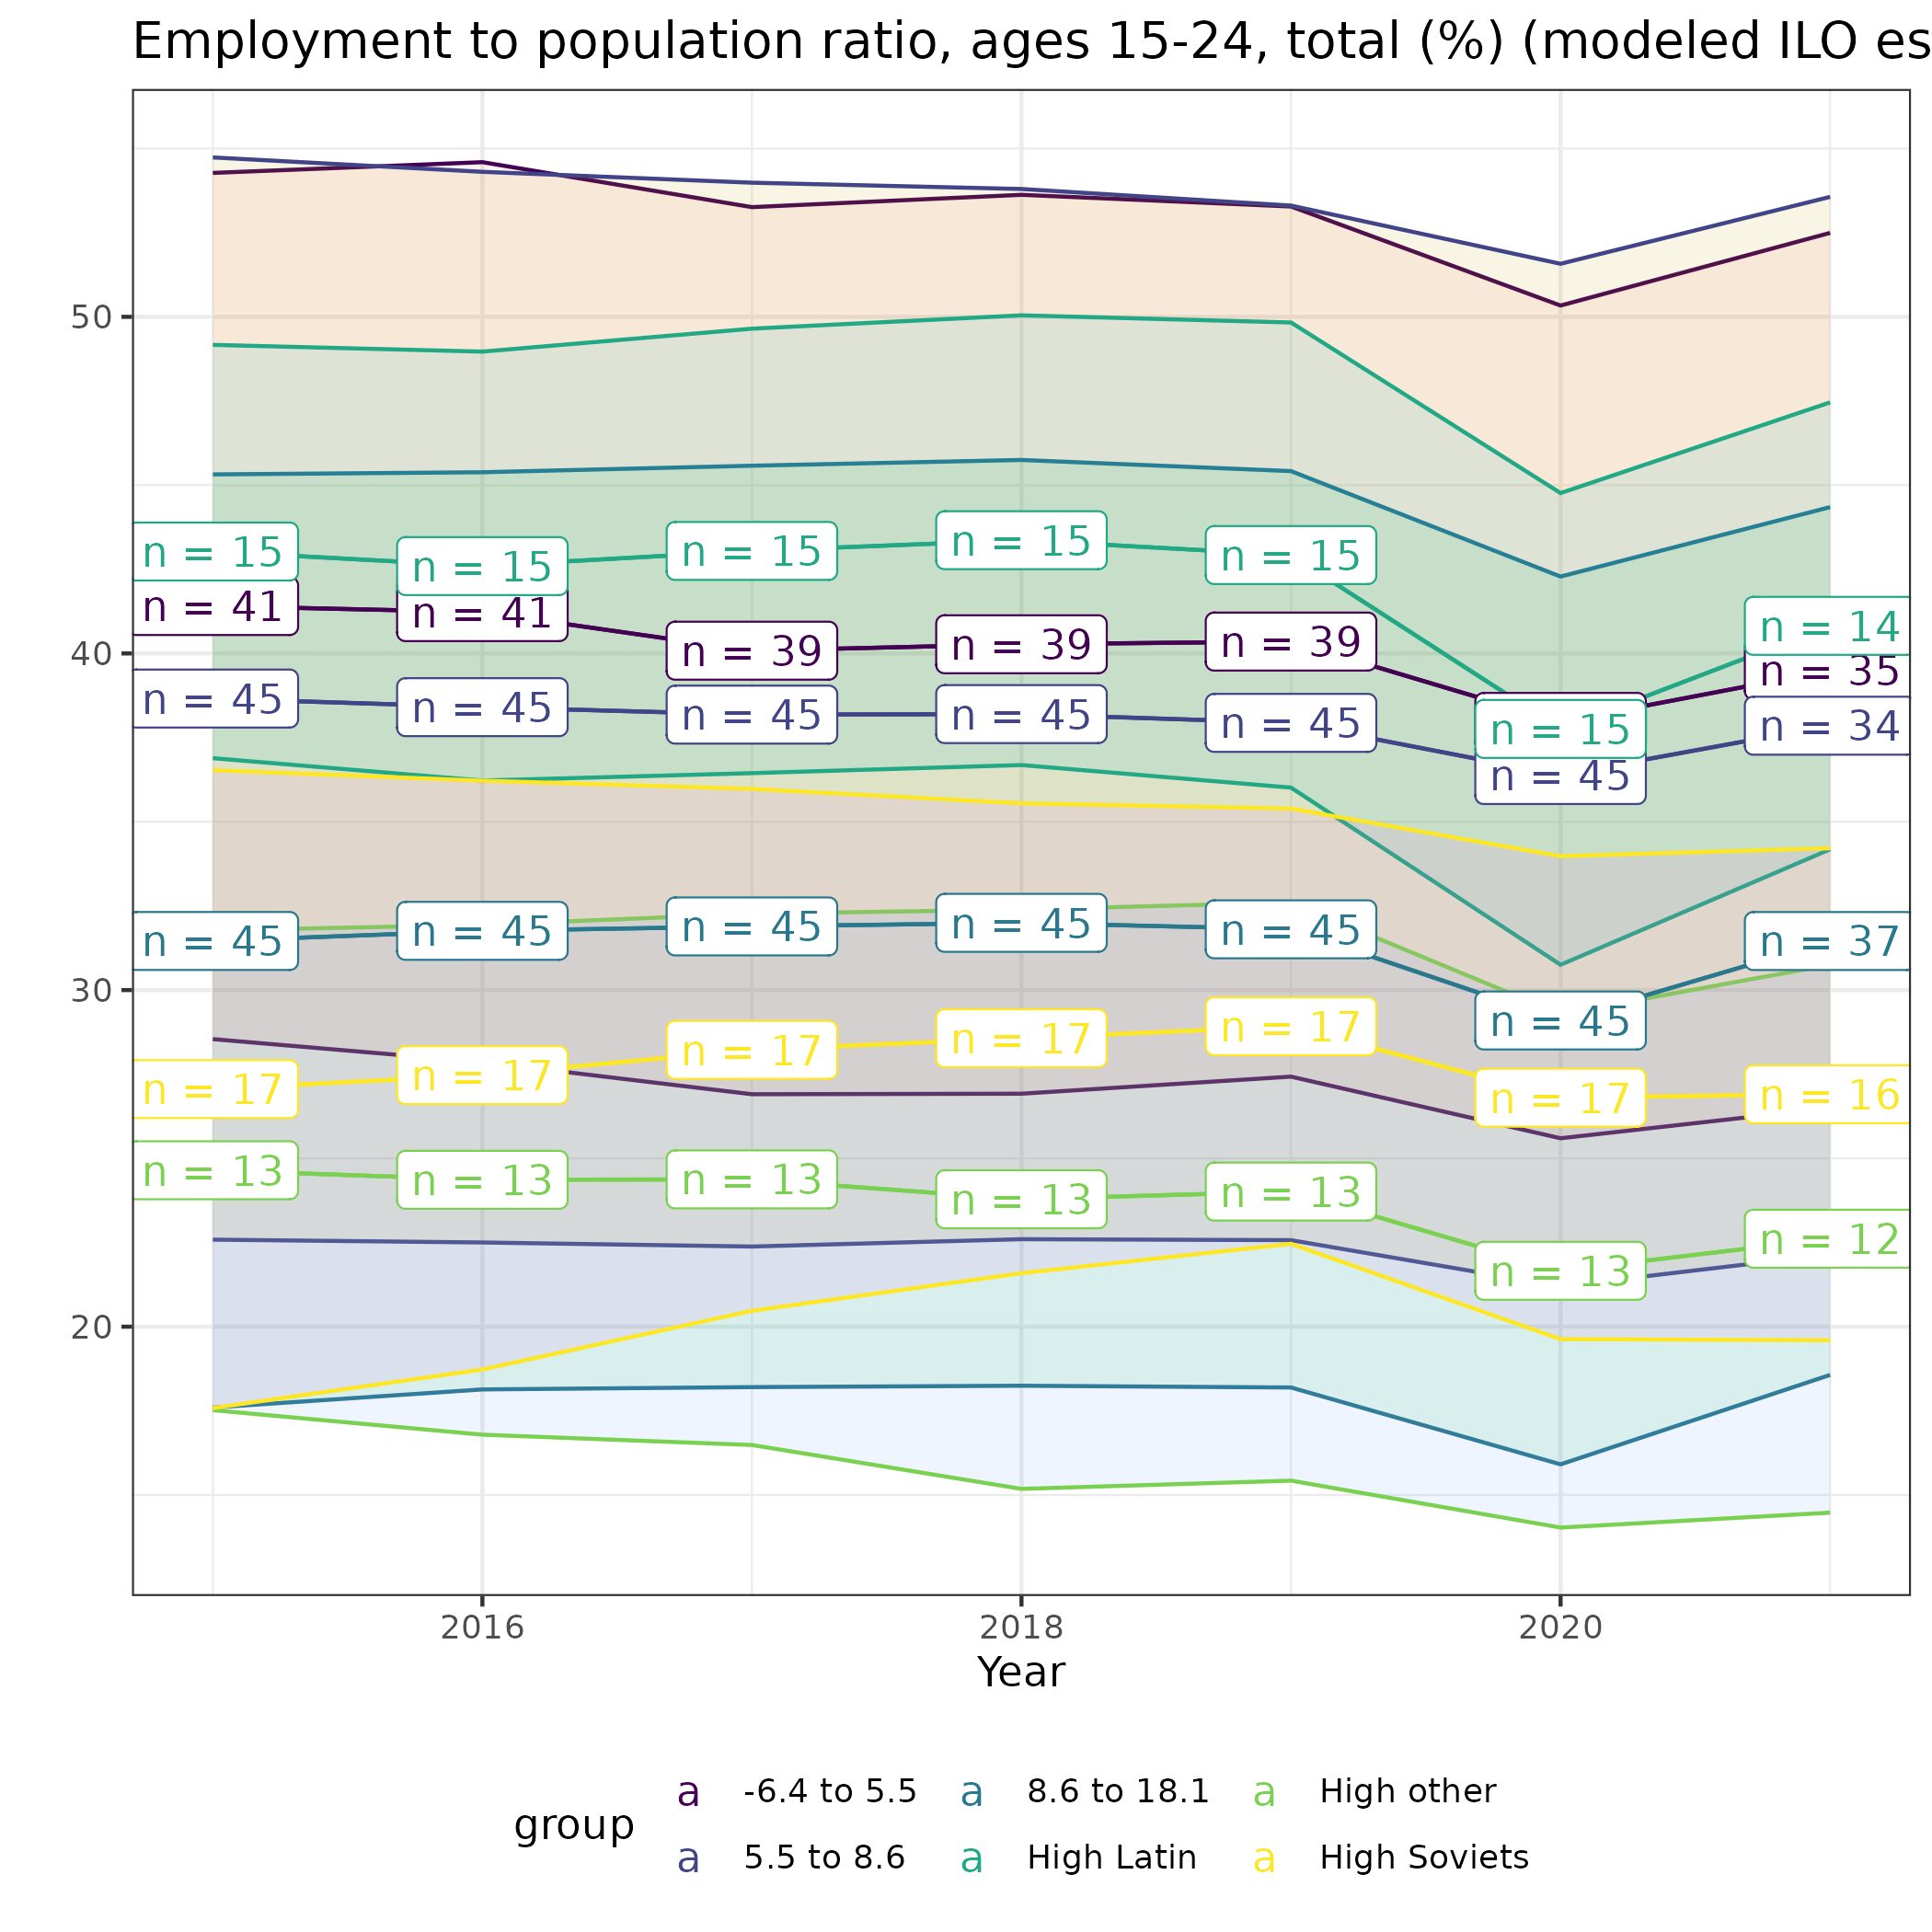 Employment to population ratio, ages 15-24, total (%) (modeled ILO es
50
40
30
20
n = 15
n = 15
n = 15
n = 15
n = 15
n = 15
n = 14
n = 41
n = 41
n = 39
n = 39
n = 39
n = 35
n = 45
n = 45
n = 45
n = 45
n = 45
n = 45
n = 34
n = 45
n = 45
n = 45
n = 45
n = 45
n = 45
n = 37
n = 17
n = 17
n = 17
n = 17
n = 17
n = 17
n = 16
n = 13
n = 13
n = 13
n = 13
n = 13
n = 13
n = 12
2016 2018 2020
Year
group
a -6.4 to 5.5 a 8.6 to 18.1 a High other
a 5.5 to 8.6 a High Latin a High Soviets